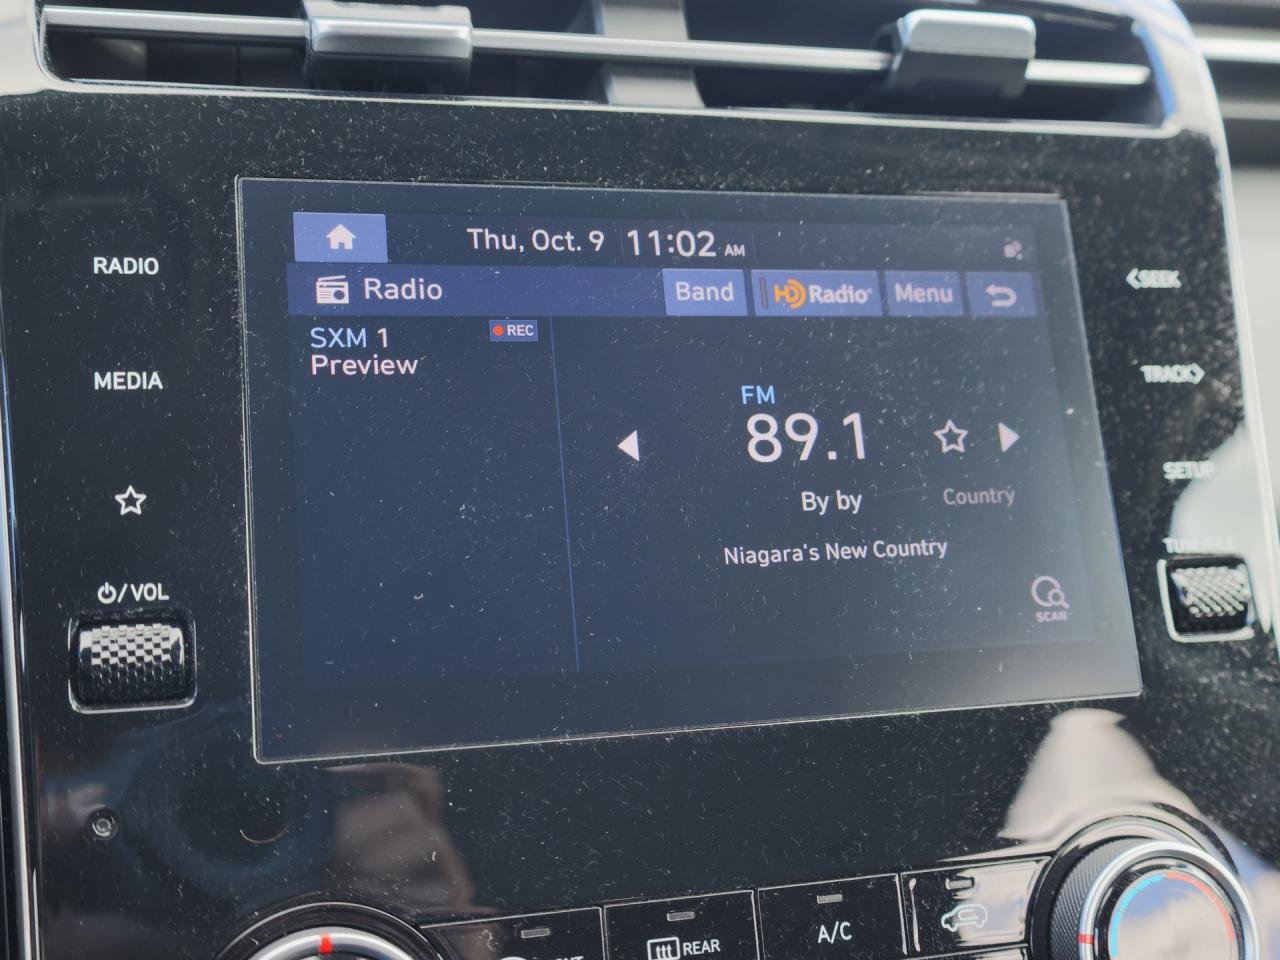 RADIO
MEDIA
⏻/VOL
Thu, Oct. 9 11:02 AM
Radio Band HD Radio Menu
SXM 1 REC
Preview
FM
89.1
By by Country
Niagara's New Country
SCAN
<SEEK
TRACK>
SETUP
REAR
A/C